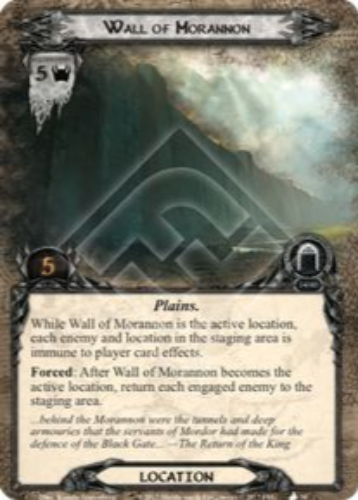 WALL OF MORANNON
5
5
Plains.
While Wall of Morannon is the active location,
each enemy and location in the staging area is
immune to player card effects.
Forced: After Wall of Morannon becomes the
active location, return each engaged enemy to the
staging area.
...behind the Morannon were the tunnels and deep
armouries that the servants of Mordor had made for the
defence of the Black Gate... —The Return of the King
LOCATION